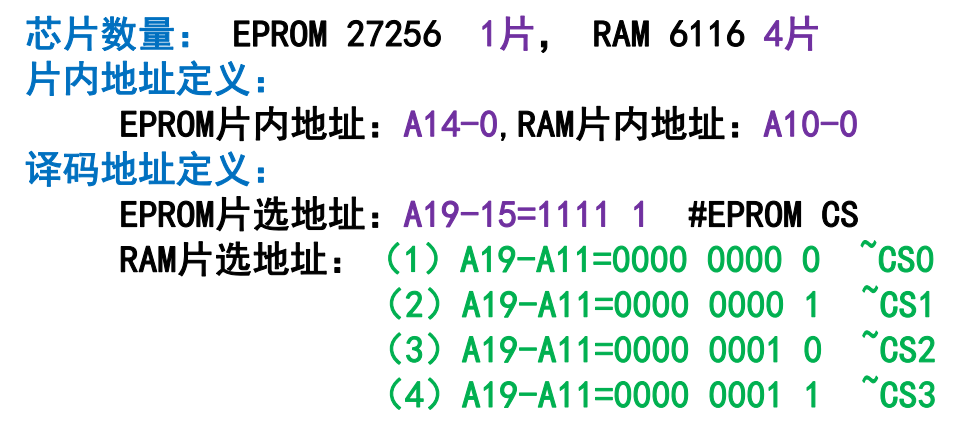 芯片数量： EPROM 27256 1片， RAM 6116 4片
片内地址定义：
EPROM片内地址：A14-0,RAM片内地址：A10-0
译码地址定义：
EPROM片选地址：A19-15=1111 1 #EPROM CS
RAM片选地址：（1）A19-A11=0000 0000 0 ~CS0
（2）A19-A11=0000 0000 1 ~CS1
（3）A19-A11=0000 0001 0 ~CS2
（4）A19-A11=0000 0001 1 ~CS3